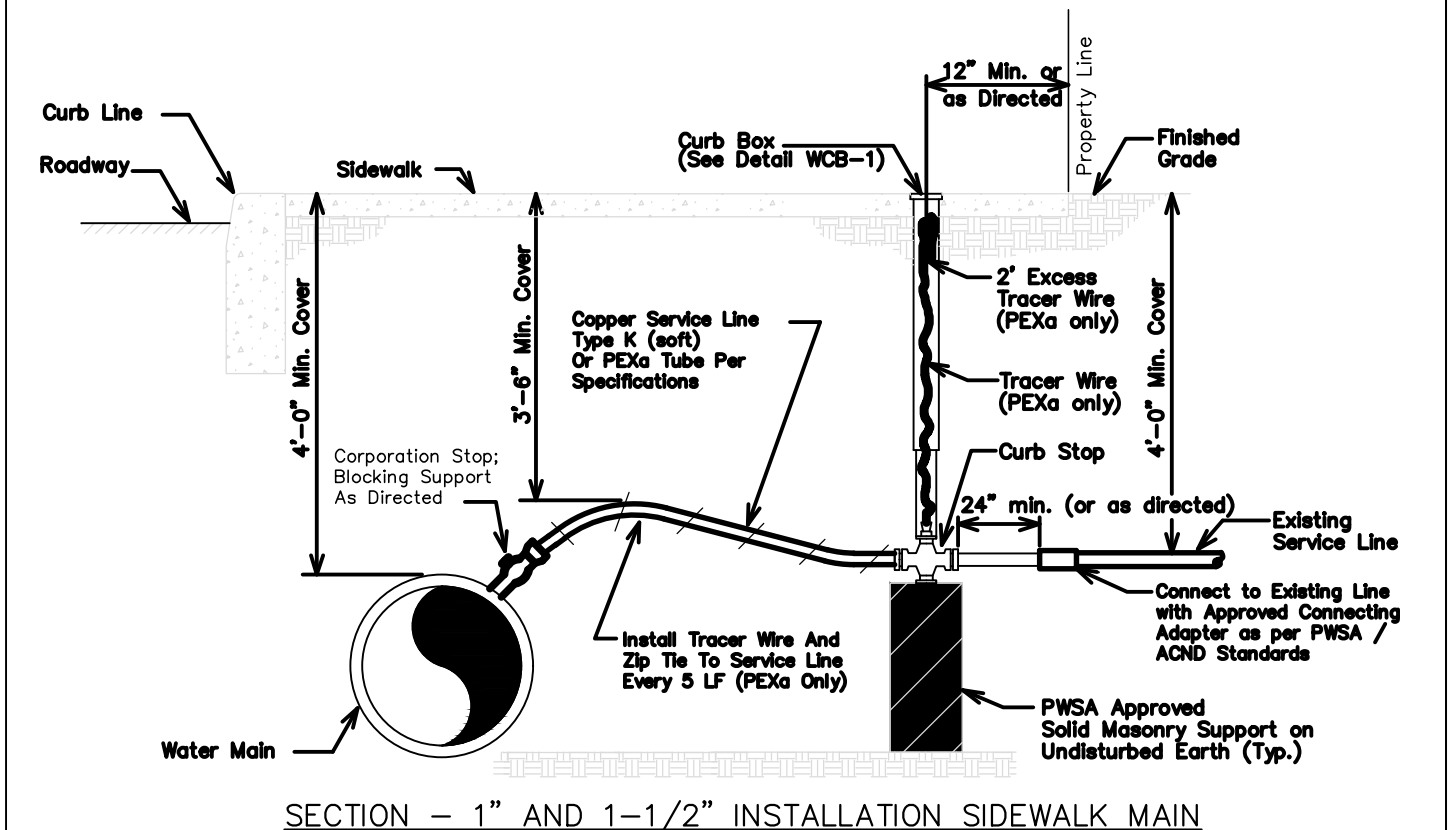 12" Min. or
as Directed
Property Line
Curb Line
Roadway
Sidewalk
Curb Box
(See Detail WCB-1)
Finished
Grade
4'-0" Min. Cover
3'-6" Min. Cover
Copper Service Line
Type K (soft)
Or PEXa Tube Per
Specifications
2' Excess
Tracer Wire
(PEXa only)
Tracer Wire
(PEXa only)
4'-0" Min. Cover
Corporation Stop;
Blocking Support
As Directed
Curb Stop
24" min. (or as directed)
Existing
Service Line
Connect to Existing Line
with Approved Connecting
Adapter as per PWSA /
ACND Standards
Install Tracer Wire And
Zip Tie To Service Line
Every 5 LF (PEXa Only)
Water Main
PWSA Approved
Solid Masonry Support on
Undisturbed Earth (Typ.)
SECTION - 1" AND 1-1/2" INSTALLATION SIDEWALK MAIN